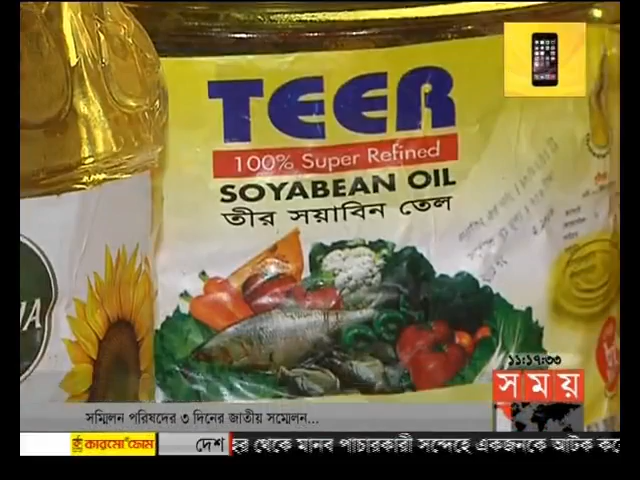 TEER
100% Super Refined
SOYABEAN OIL
তীর সয়াবিন তেল
১১:১৭:৩৩
সময়
সম্মিলন পরিষদের ৩ দিনের জাতীয় সম্মেলন...
কারমো ফোম
দেশ
থেকে মানব পাচারকারী সন্দেহে একজনকে আটক